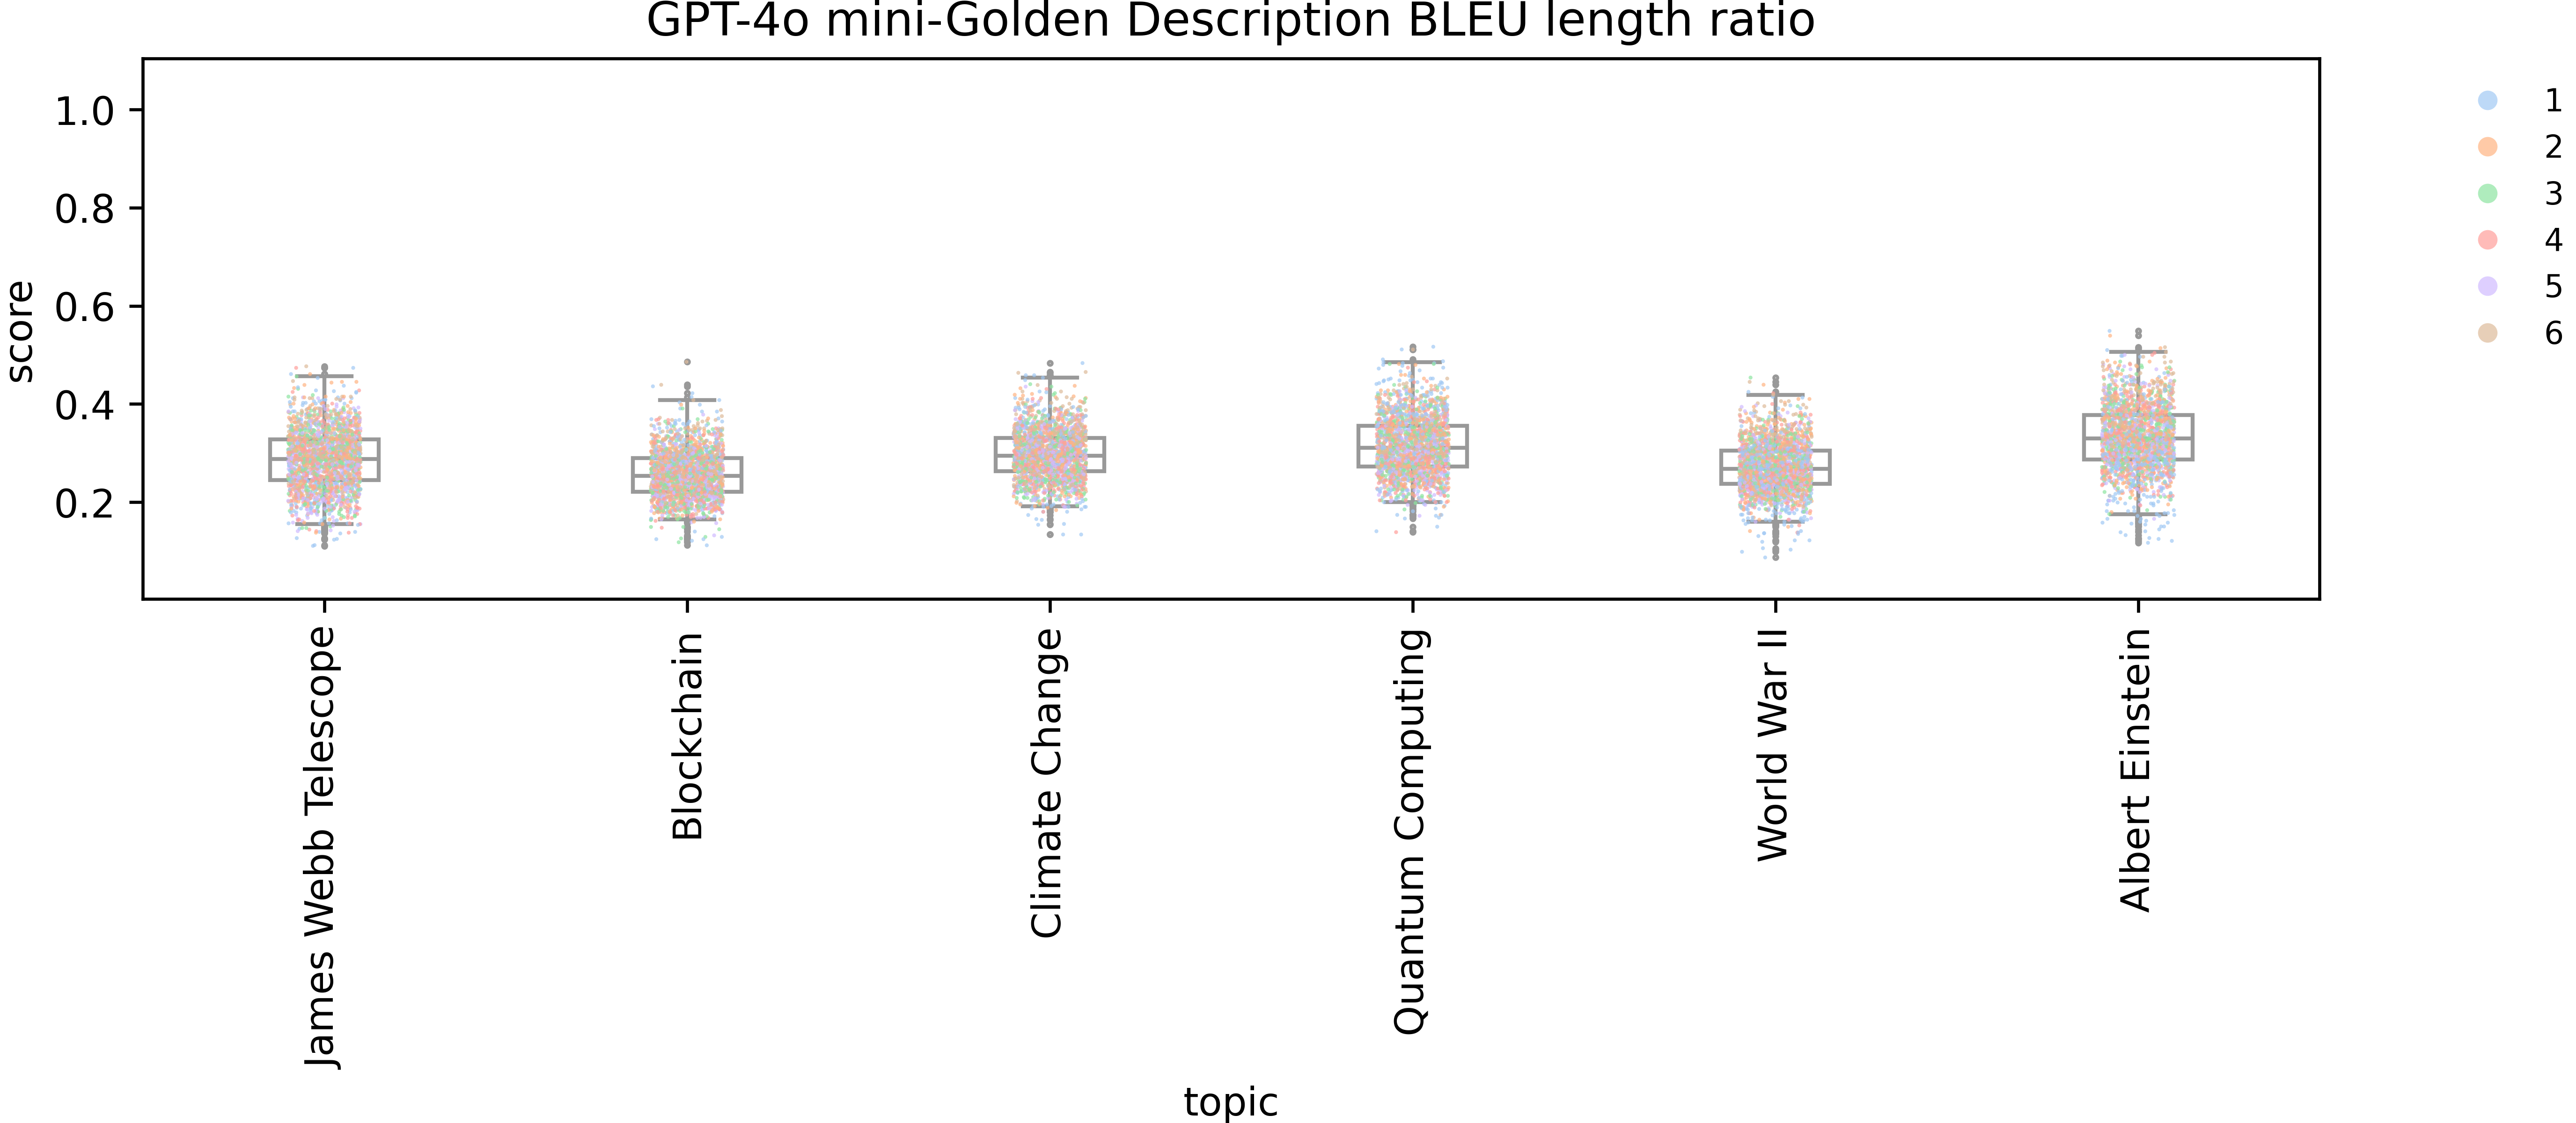 GPT-4o mini-Golden Description BLEU length ratio
score
1.0
0.8
0.6
0.4
0.2
1
2
3
4
5
6
James Webb Telescope
Blockchain
Climate Change
Quantum Computing
World War II
Albert Einstein
topic